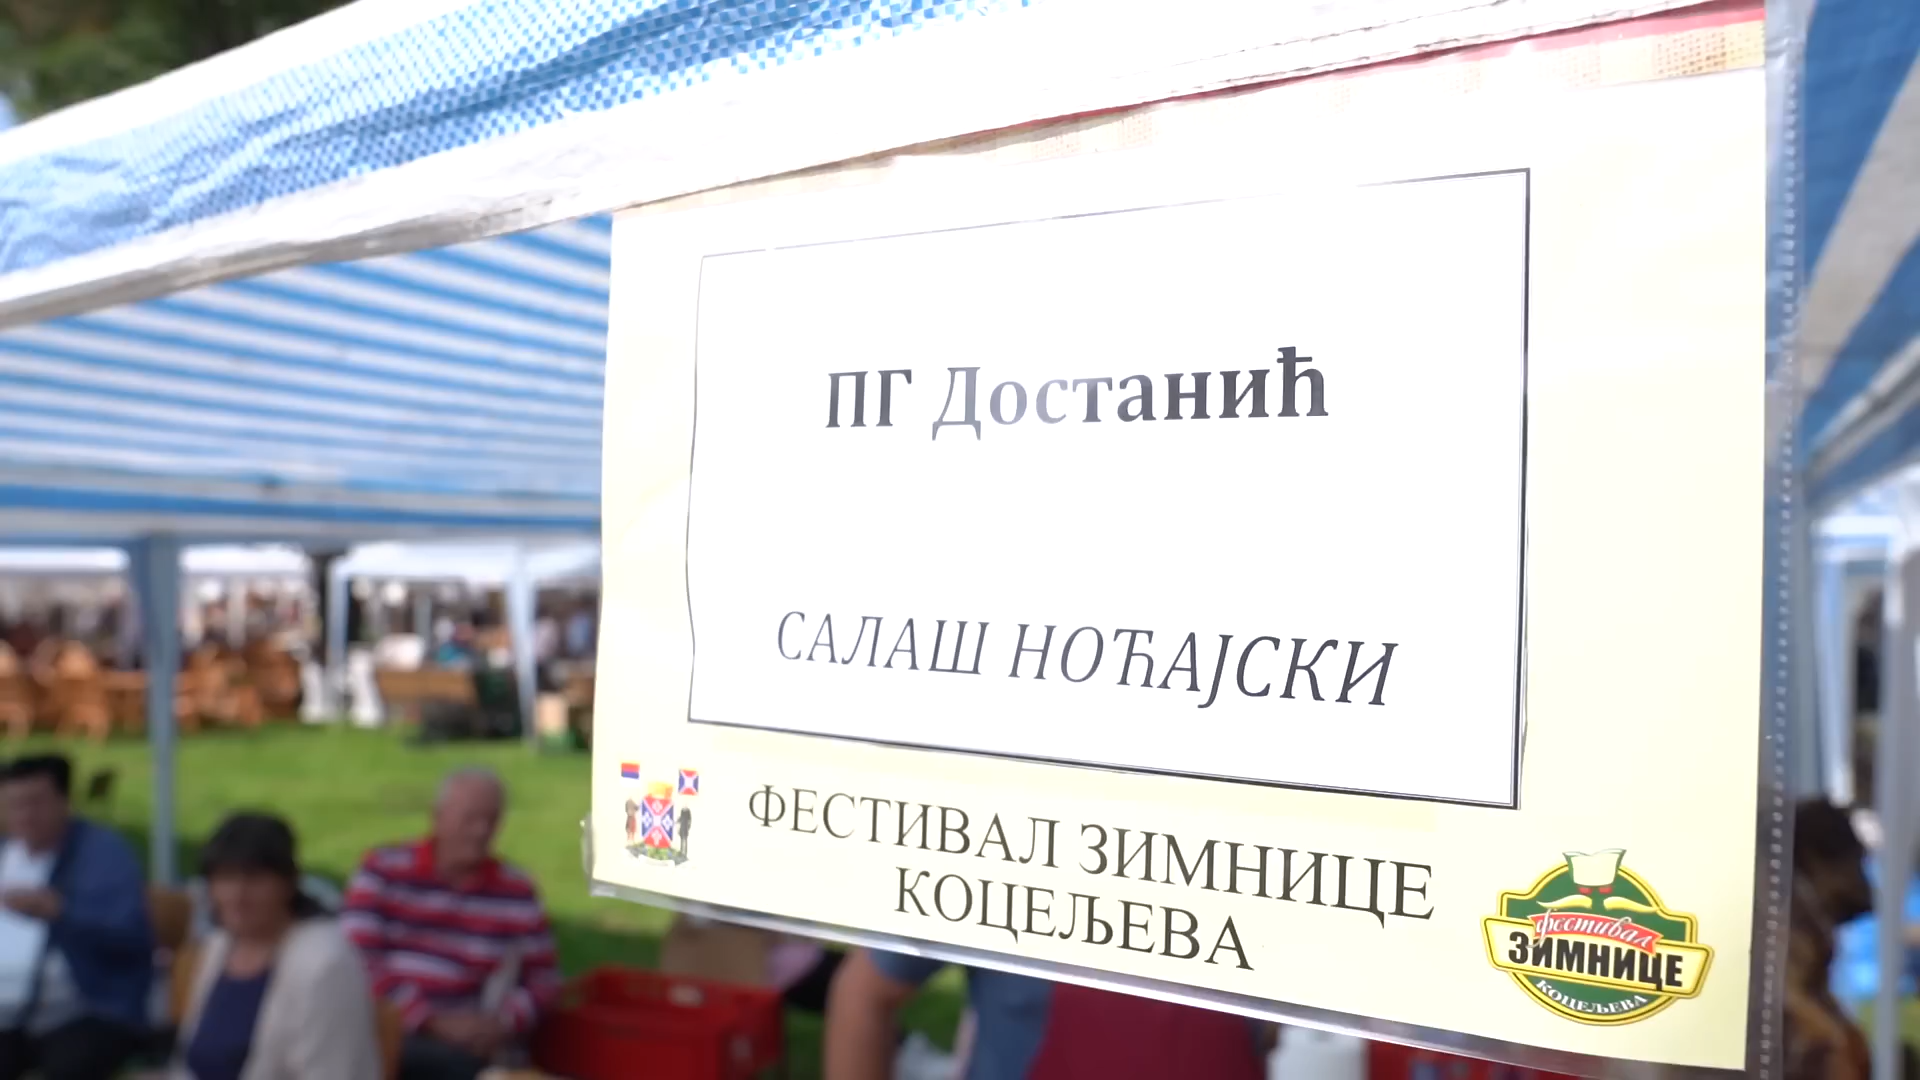 ПГ Достанић
САЛАШ НОЋАЈСКИ
ФЕСТИВАЛ ЗИМНИЦЕ
КОЦЕЉЕВА
фестивал
ЗИМНИЦЕ
КОЦЕЉЕВА